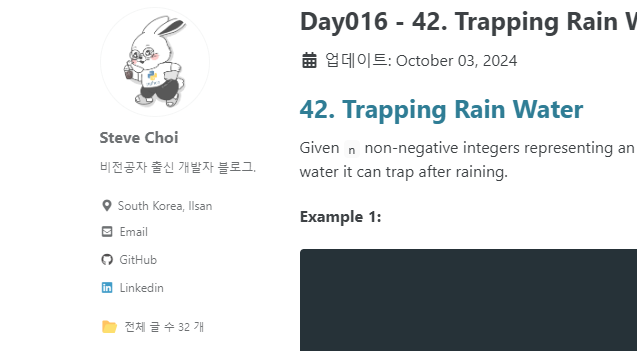 Steve Choi
비전공자 출신 개발자 블로그.
South Korea, Ilsan
Email
GitHub
Linkedin
전체 글 수 32 개
Day016 - 42. Trapping Rain W
업데이트: October 03, 2024
42. Trapping Rain Water
Given n non-negative integers representing an
water it can trap after raining.
Example 1: